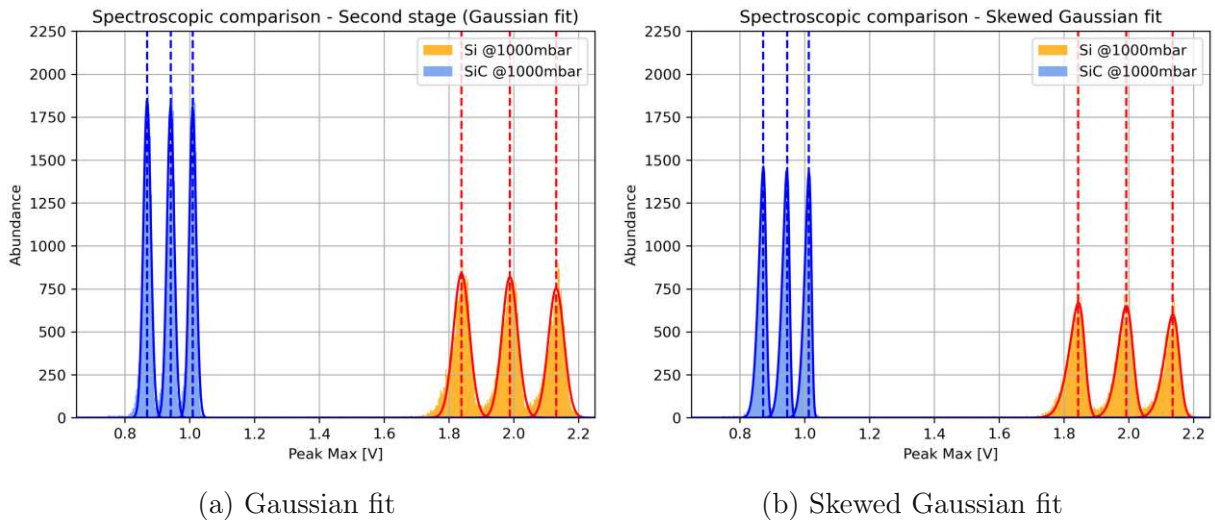 Spectroscopic comparison - Second stage (Gaussian fit)
2250
2000
1750
1500
1250
1000
750
500
250
0
Abundance
Si @1000mbar
SiC @1000mbar
0.8 1.0 1.2 1.4 1.6 1.8 2.0 2.2
Peak Max [V]
(a) Gaussian fit
Spectroscopic comparison - Skewed Gaussian fit
2250
2000
1750
1500
1250
1000
750
500
250
0
Abundance
Si @1000mbar
SiC @1000mbar
0.8 1.0 1.2 1.4 1.6 1.8 2.0 2.2
Peak Max [V]
(b) Skewed Gaussian fit